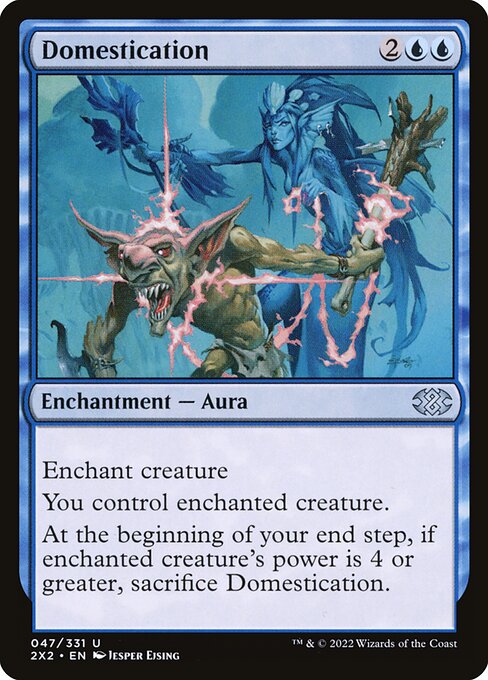 Domestication
2
Enchantment — Aura
Enchant creature
You control enchanted creature.
At the beginning of your end step, if
enchanted creature's power is 4 or
greater, sacrifice Domestication.
047/331 U
™ & © 2022 Wizards of the Coast
2X2 • EN Jesper Ejsing